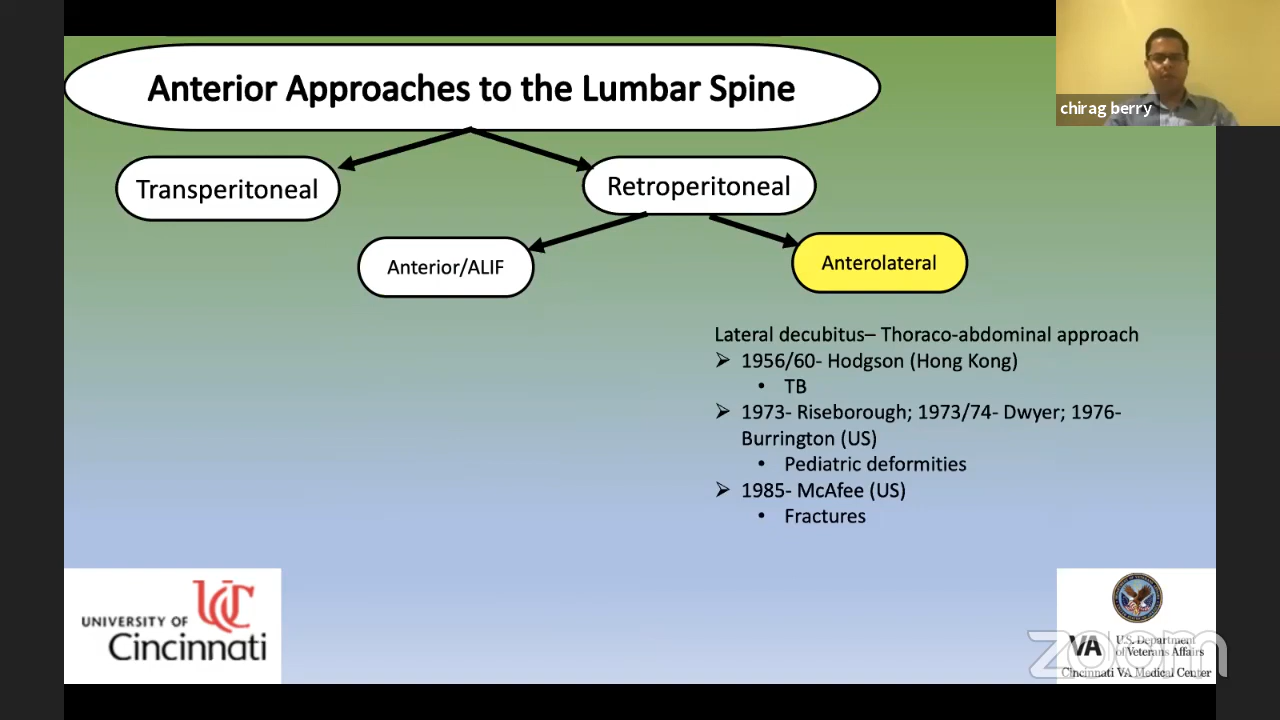 Anterior Approaches to the Lumbar Spine
chirag berry
Transperitoneal
Retroperitoneal
Anterior/ALIF
Anterolateral
Lateral decubitus– Thoraco-abdominal approach
➢ 1956/60- Hodgson (Hong Kong)
• TB
➢ 1973- Riseborough; 1973/74- Dwyer; 1976-
Burrington (US)
• Pediatric deformities
➢ 1985- McAfee (US)
• Fractures
UC
UNIVERSITY OF
Cincinnati
VA
U.S. Department
of Veterans Affairs
Cincinnati VA Medical Center
zoom